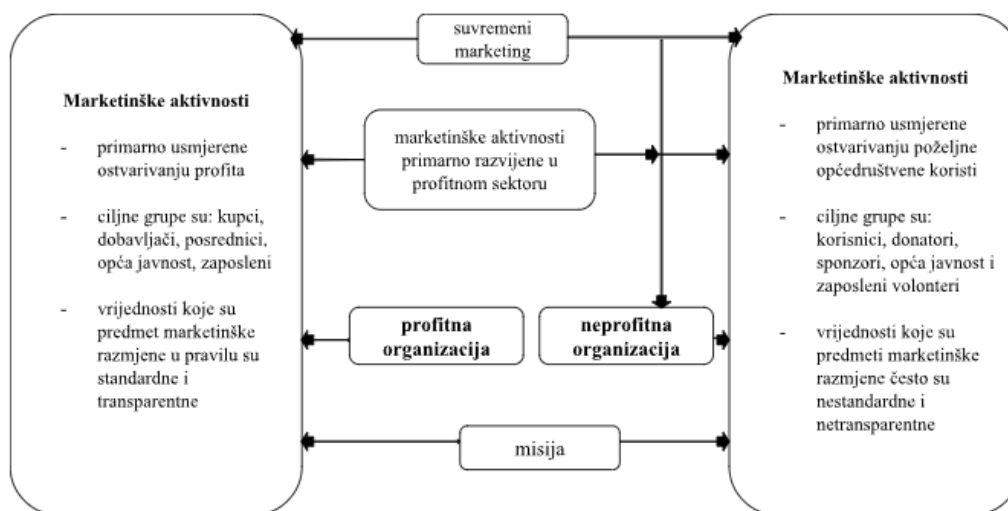 suvremeni
marketing
Marketinške aktivnosti
- primarno usmjerene
ostvarivanju profita
- ciljne grupe su: kupci,
dobavljači, posrednici,
opća javnost, zaposleni
- vrijednosti koje su
predmet marketinške
razmjene u pravilu su
standardne i
transparentne
marketinške aktivnosti
primarno razvijene u
profitnom sektoru
profitna
organizacija
neprofitna
organizacija
misija
Marketinške aktivnosti
- primarno usmjerene
ostvarivanju poželjne
općedruštvene koristi
- ciljne grupe su:
korisnici, donatori,
sponzori, opća javnost i
zaposleni volonteri
- vrijednosti koje su
predmeti marketinške
razmjene često su
nestandardne i
netransparentne